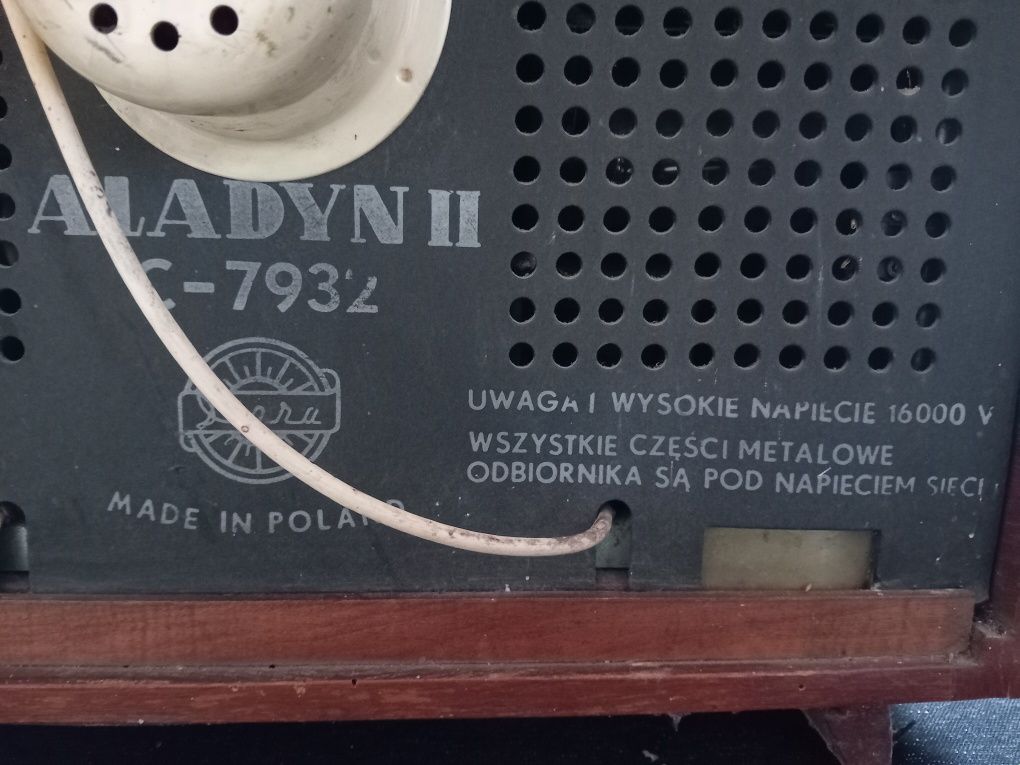 ALADYN II
C-7932
MADE IN POLAND
UWAGA! WYSOKIE NAPIĘCIE 16000 V
WSZYSTKIE CZĘŚCI METALOWE
ODBIORNIKA SĄ POD NAPIĘCIEM SIECI